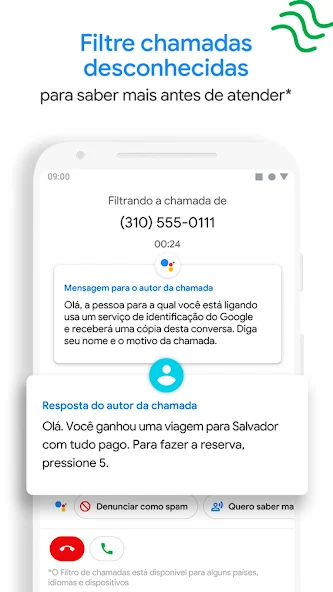 Filtre chamadas
desconhecidas
para saber mais antes de atender*
09:00
Filtrando a chamada de
(310) 555-0111
00:24
Mensagem para o autor da chamada
Olá, a pessoa para a qual você está ligando
usa um serviço de identificação do Google
e receberá uma cópia desta conversa. Diga
seu nome e o motivo da chamada.
Resposta do autor da chamada
Olá. Você ganhou uma viagem para Salvador
com tudo pago. Para fazer a reserva,
pressione 5.
Denunciar como spam
Quero saber ma
*O Filtro de chamadas está disponível para alguns países,
idiomas e dispositivos